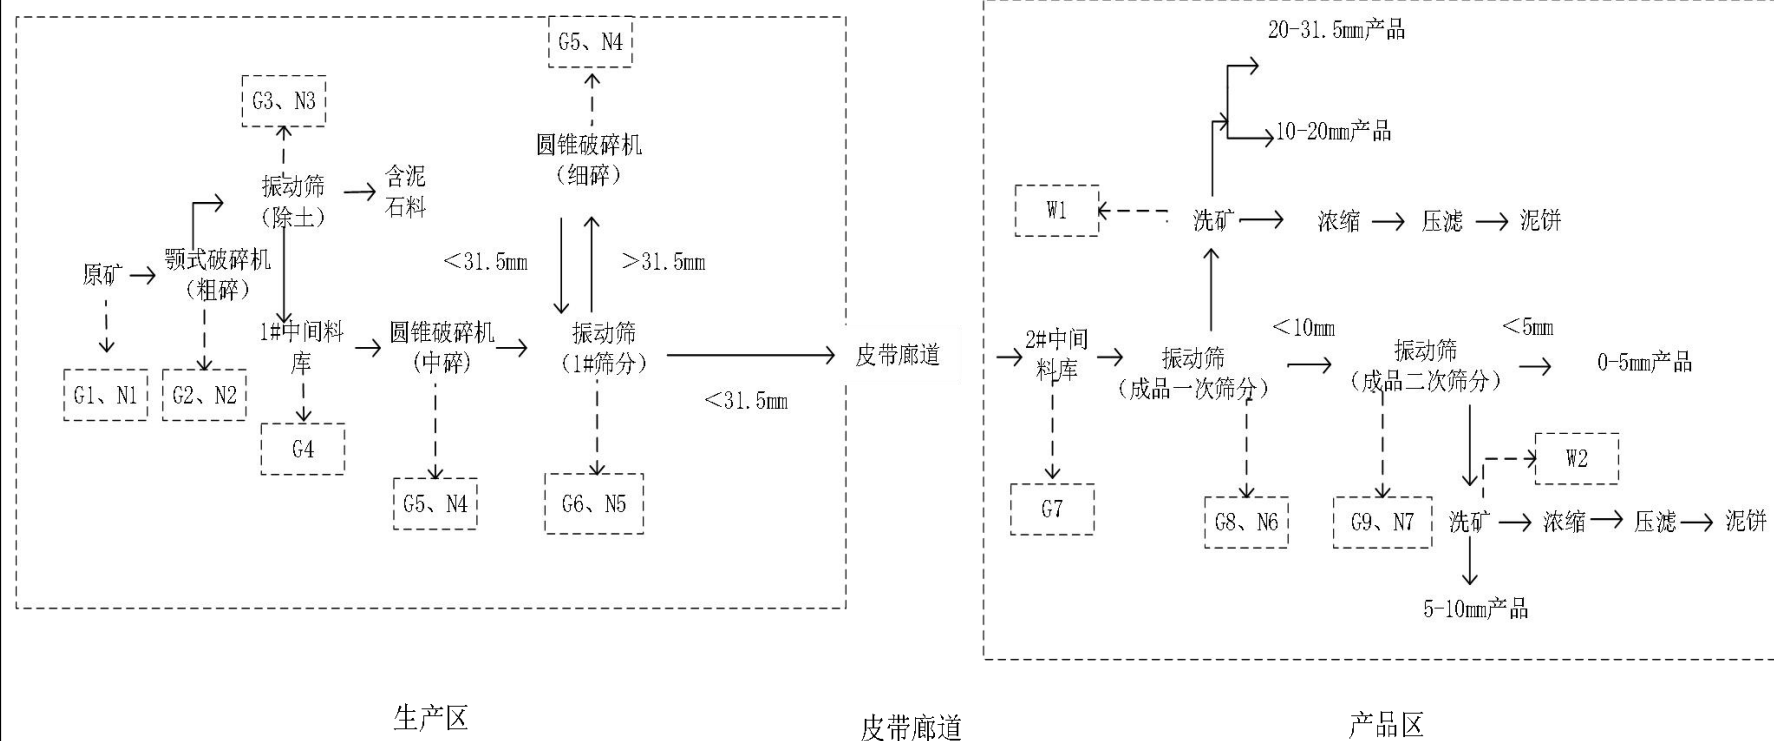 G5、N4
G3、N3
圆锥破碎机
（细碎）
振动筛
（除土）
含泥
石料
原矿
颚式破碎机
（粗碎）
＜31.5mm
＞31.5mm
1#中间料
库
圆锥破碎机
（中碎）
振动筛
（1#筛分）
＜31.5mm
G1、N1
G2、N2
G4
G5、N4
G6、N5
皮带廊道
20-31.5mm产品
10-20mm产品
W1
洗矿
浓缩
压滤
泥饼
2#中间
料库
振动筛
（成品一次筛分）
＜10mm
振动筛
（成品二次筛分）
＜5mm
0-5mm产品
W2
G7
G8、N6
G9、N7
洗矿
浓缩
压滤
泥饼
5-10mm产品
生产区
皮带廊道
产品区